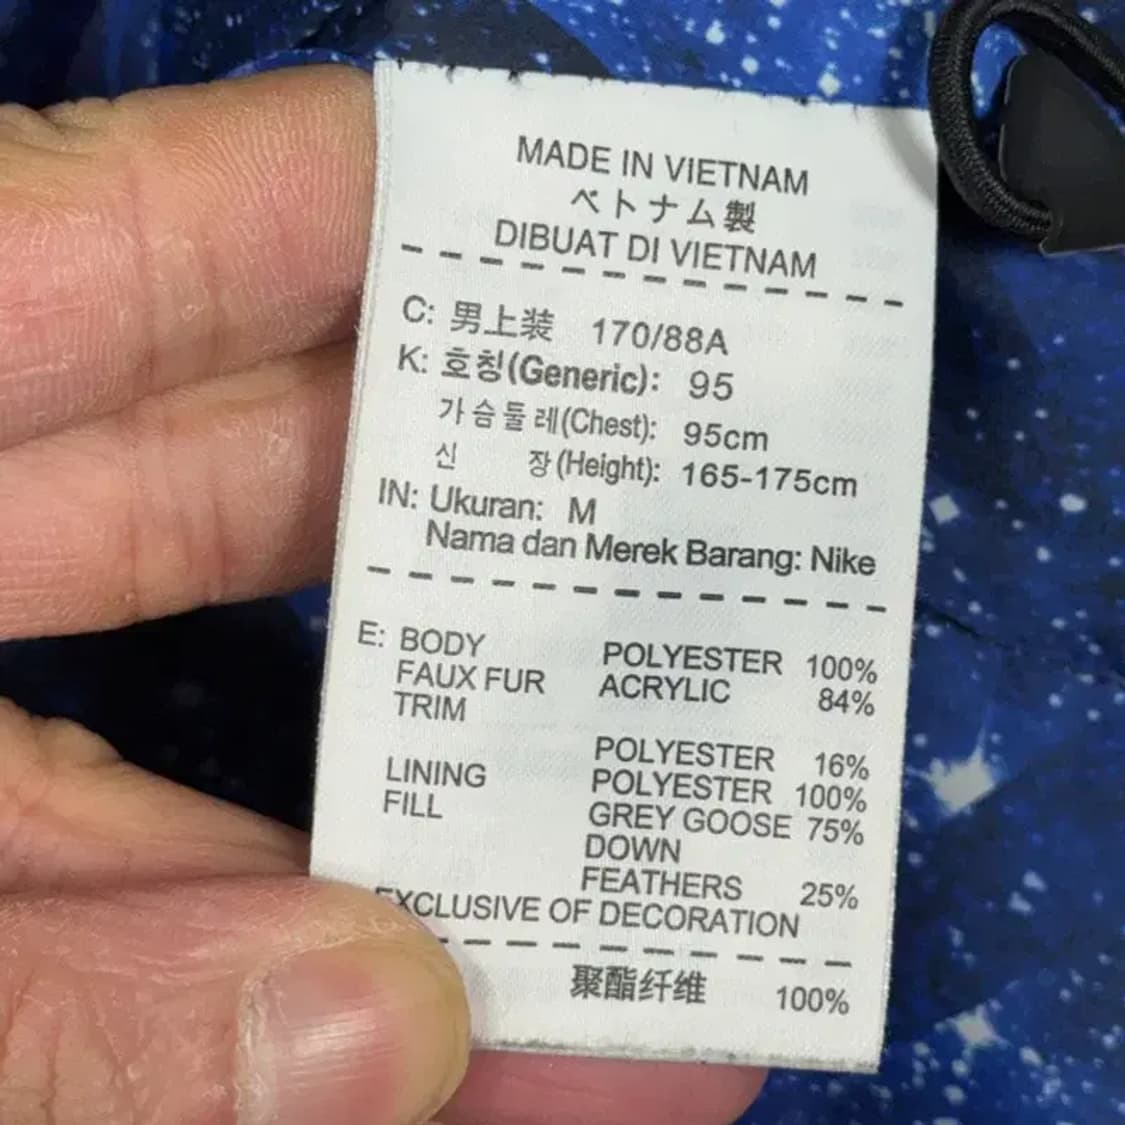 MADE IN VIETNAM
ベトナム製
DIBUAT DI VIETNAM
C: 男上装 170/88A
K: 호칭(Generic): 95
가슴둘레(Chest): 95cm
신 장(Height): 165-175cm
IN: Ukuran: M
Nama dan Merek Barang: Nike
E: BODY POLYESTER 100%
FAUX FUR ACRYLIC 84%
TRIM
POLYESTER 16%
LINING POLYESTER 100%
FILL GREY GOOSE 75%
DOWN
FEATHERS 25%
EXCLUSIVE OF DECORATION
聚酯纤维 100%